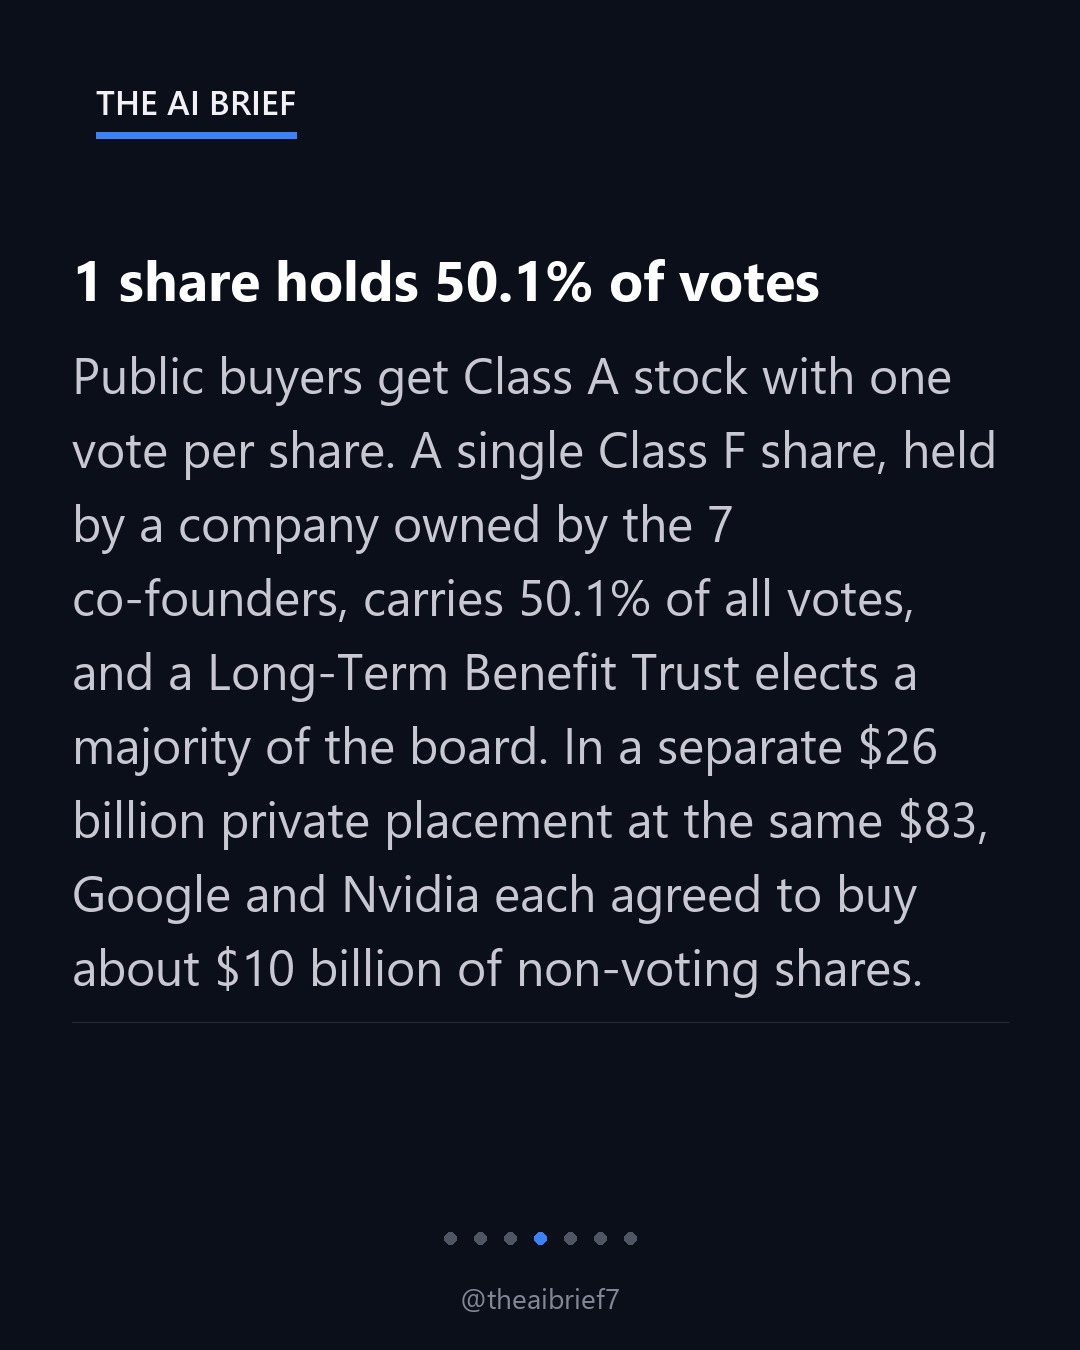 THE AI BRIEF
1 share holds 50.1% of votes
Public buyers get Class A stock with one
vote per share. A single Class F share, held
by a company owned by the 7
co-founders, carries 50.1% of all votes,
and a Long-Term Benefit Trust elects a
majority of the board. In a separate $26
billion private placement at the same $83,
Google and Nvidia each agreed to buy
about $10 billion of non-voting shares.
@theaibrief7